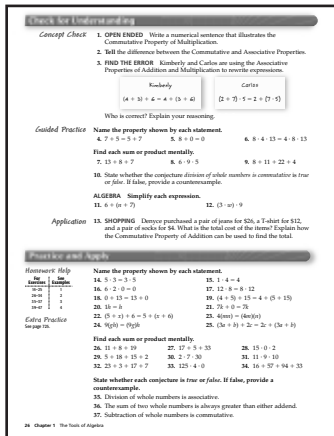 Check for Understanding
Concept Check
1. OPEN ENDED Write a numerical sentence that illustrates the
Commutative Property of Multiplication.
2. Tell the difference between the Commutative and Associative Properties.
3. FIND THE ERROR Kimberly and Carlos are using the Associative
Properties of Addition and Multiplication to rewrite expressions.
Kimberly
(4 + 3) + 6 = 4 + (3 + 6)
Carlos
(2 ÷ 7) · 5 = 2 ÷ (7 · 5)
Who is correct? Explain your reasoning.
Guided Practice
Name the property shown by each statement.
4. 7 + 5 = 5 + 7
5. 8 + 0 = 0
6. 8 · 4 · 13 = 4 · 8 · 13
Find each sum or product mentally.
7. 13 + 8 + 7
8. 6 · 9 · 5
9. 8 + 11 + 22 + 4
10. State whether the conjecture division of whole numbers is commutative is true
or false. If false, provide a counterexample.
ALGEBRA Simplify each expression.
11. 6 + (n + 7)
12. (3 · w) · 9
Application
13. SHOPPING Denyce purchased a pair of jeans for $26, a T-shirt for $12,
and a pair of socks for $4. What is the total cost of the items? Explain how
the Commutative Property of Addition can be used to find the total.
Practice and Apply
Homework Help
For Exercises
See Examples
14–25 1
26–34 2
35–37 3
39–47 4
Extra Practice
See page 725.
Name the property shown by each statement.
14. 5 · 3 = 3 · 5
15. 1 · 4 = 4
16. 6 · 2 · 0 = 0
17. 12 · 8 = 8 · 12
18. 0 + 13 = 13 + 0
19. (4 + 5) + 15 = 4 + (5 + 15)
20. 1h = h
21. 7k + 0 = 7k
22. (5 + x) + 6 = 5 + (x + 6)
23. 4(mn) = (4m)(n)
24. 9(gh) = (9g)h
25. (3a + b) + 2c = 2c + (3a + b)
Find each sum or product mentally.
26. 11 + 8 + 19
27. 17 + 5 + 33
28. 15 · 0 · 2
29. 5 + 18 + 15 + 2
30. 2 · 7 · 30
31. 11 · 9 · 10
32. 23 + 3 + 17 + 7
33. 125 · 4 · 0
34. 16 + 57 + 94 + 33
State whether each conjecture is true or false. If false, provide a
counterexample.
35. Division of whole numbers is associative.
36. The sum of two whole numbers is always greater than either addend.
37. Subtraction of whole numbers is commutative.
26 Chapter 1 The Tools of Algebra